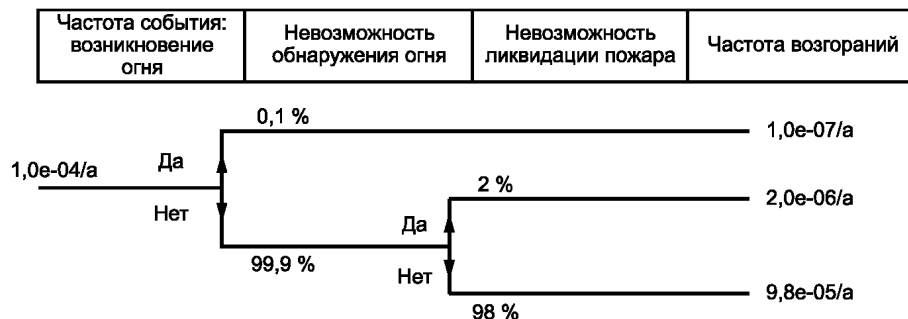 Частота события:
возникновение
огня
Невозможность
обнаружения огня
Невозможность
ликвидации пожара
Частота возгораний
0,1 %
1,0e-07/a
Да
1,0e-04/a
Нет
2 %
2,0e-06/a
Да
99,9 %
Нет
9,8e-05/a
98 %